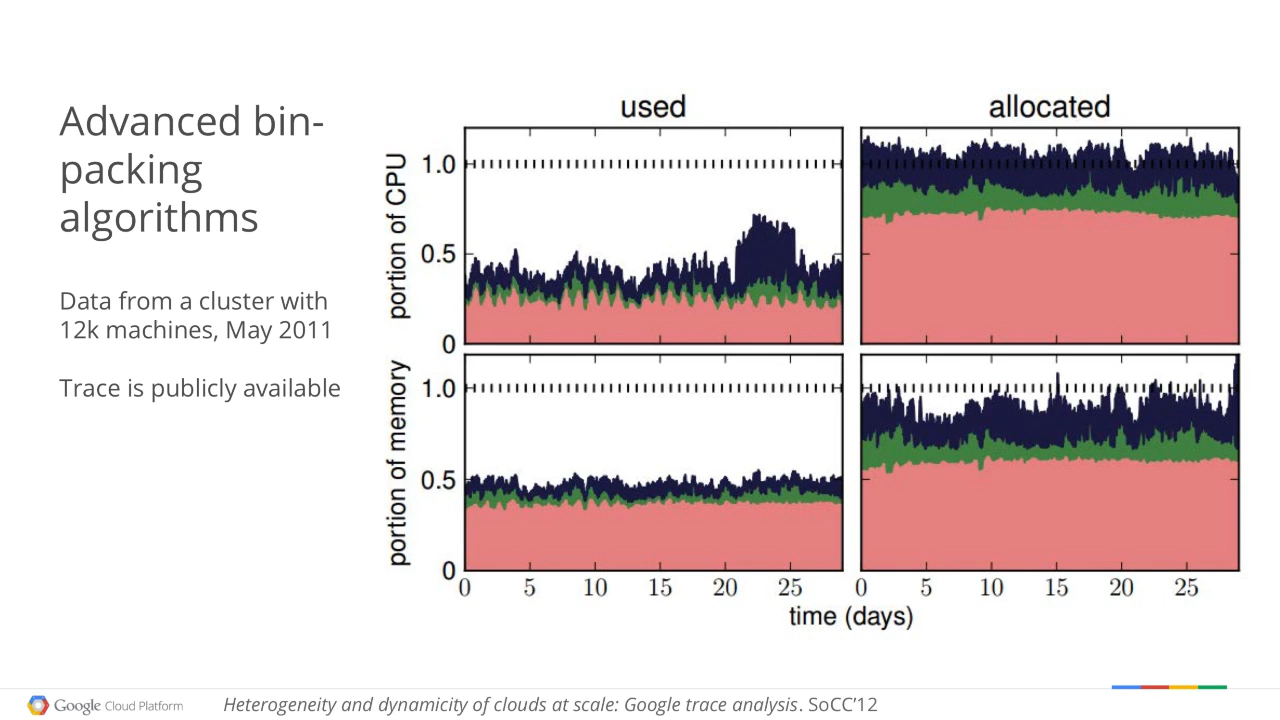 Advanced bin-
packing
algorithms
Data from a cluster with
12k machines, May 2011
Trace is publicly available
used
allocated
portion of CPU
1.0
0.5
0
portion of memory
1.0
0.5
0
0 5 10 15 20 25
0 5 10 15 20 25
time (days)
Google Cloud Platform
Heterogeneity and dynamicity of clouds at scale: Google trace analysis. SoCC'12